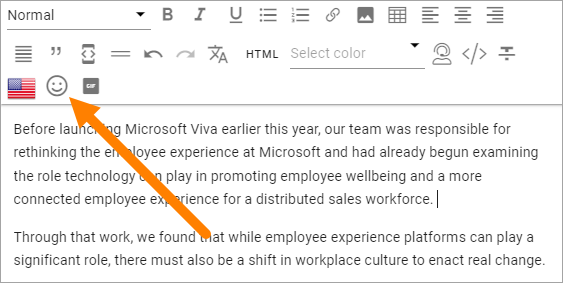 Normal B I U
HTML Select color
GIF
Before launching Microsoft Viva earlier this year, our team was responsible for
rethinking the employee experience at Microsoft and had already begun examining
the role technology can play in promoting employee wellbeing and a more
connected employee experience for a distributed sales workforce.
Through that work, we found that while employee experience platforms can play a
significant role, there must also be a shift in workplace culture to enact real change.